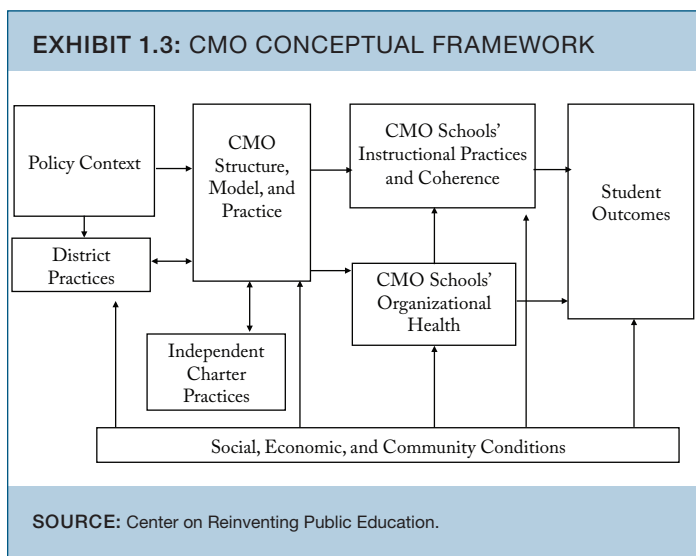 EXHIBIT 1.3: CMO CONCEPTUAL FRAMEWORK
Policy Context
CMO
Structure,
Model, and
Practice
CMO Schools’
Instructional Practices
and Coherence
Student
Outcomes
District
Practices
CMO Schools’
Organizational
Health
Independent
Charter
Practices
Social, Economic, and Community Conditions
SOURCE: Center on Reinventing Public Education.